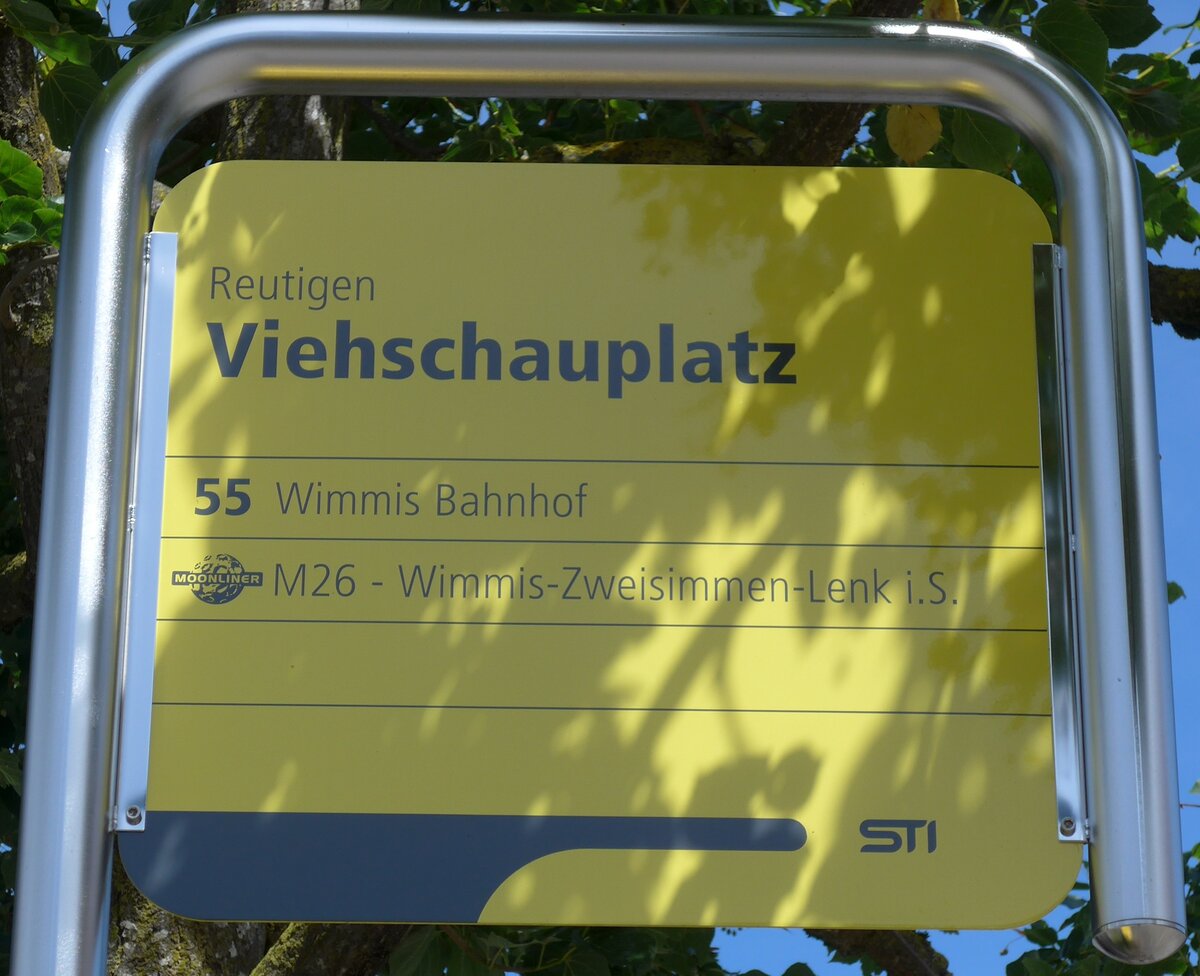 Reutigen
Viehschauplatz
55 Wimmis Bahnhof
MOONLINER M26 - Wimmis-Zweisimmen-Lenk i.S.
STI